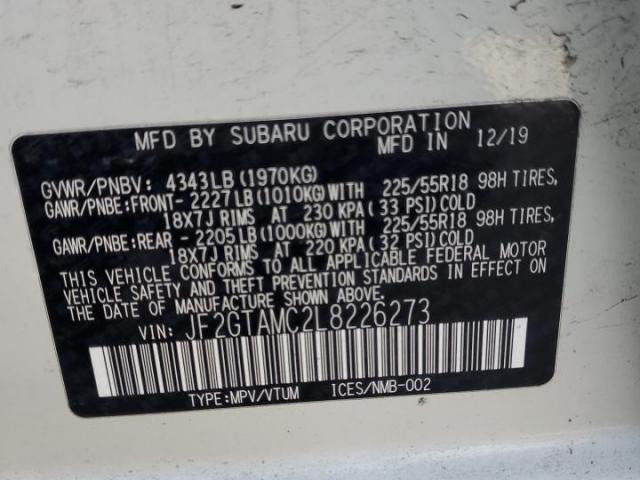 MFD BY SUBARU CORPORATION
MFD IN 12/19
GVWR/PNBV: 4343LB (1970KG)
GAWR/PNBE:FRONT- 2227LB (1010KG) WITH 225/55R18 98H TIRES,
18X7J RIMS AT 230 KPA (33 PSI) COLD
GAWR/PNBE:REAR - 2205LB (1000KG) WITH 225/55R18 98H TIRES,
18X7J RIMS AT 220 KPA (32 PSI) COLD
THIS VEHICLE CONFORMS TO ALL APPLICABLE FEDERAL MOTOR
VEHICLE SAFETY AND THEFT PREVENTION STANDARDS IN EFFECT ON
THE DATE OF MANUFACTURE SHOWN ABOVE.
VIN: JF2GTAMC2L8226273
TYPE:MPV/VTUM ICES/NMB-002